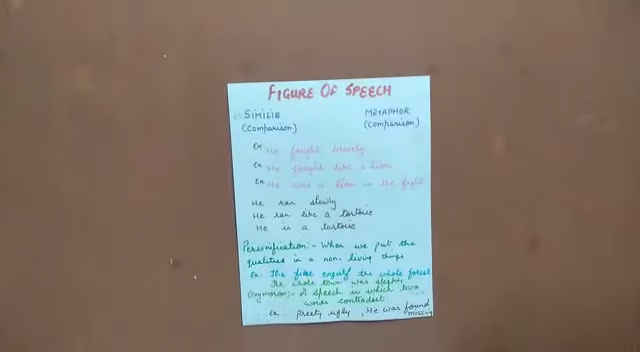 FIGURE OF SPEECH
SIMILIE METAPHOR
(Comparison) (Comparison)
Ex He fought bravely
Ex He fought like a lion
Ex He was a lion in the fight
He ran slowly
He ran like a tortoise
He is a tortoise
Personification:- When we put the
qualities in a non-living things
Ex. The fire engulf the whole forest
The whole town was sleeping
Oxymoron:- A speech in which two
words contradict.
Ex. Preety ugly, He was found
missing